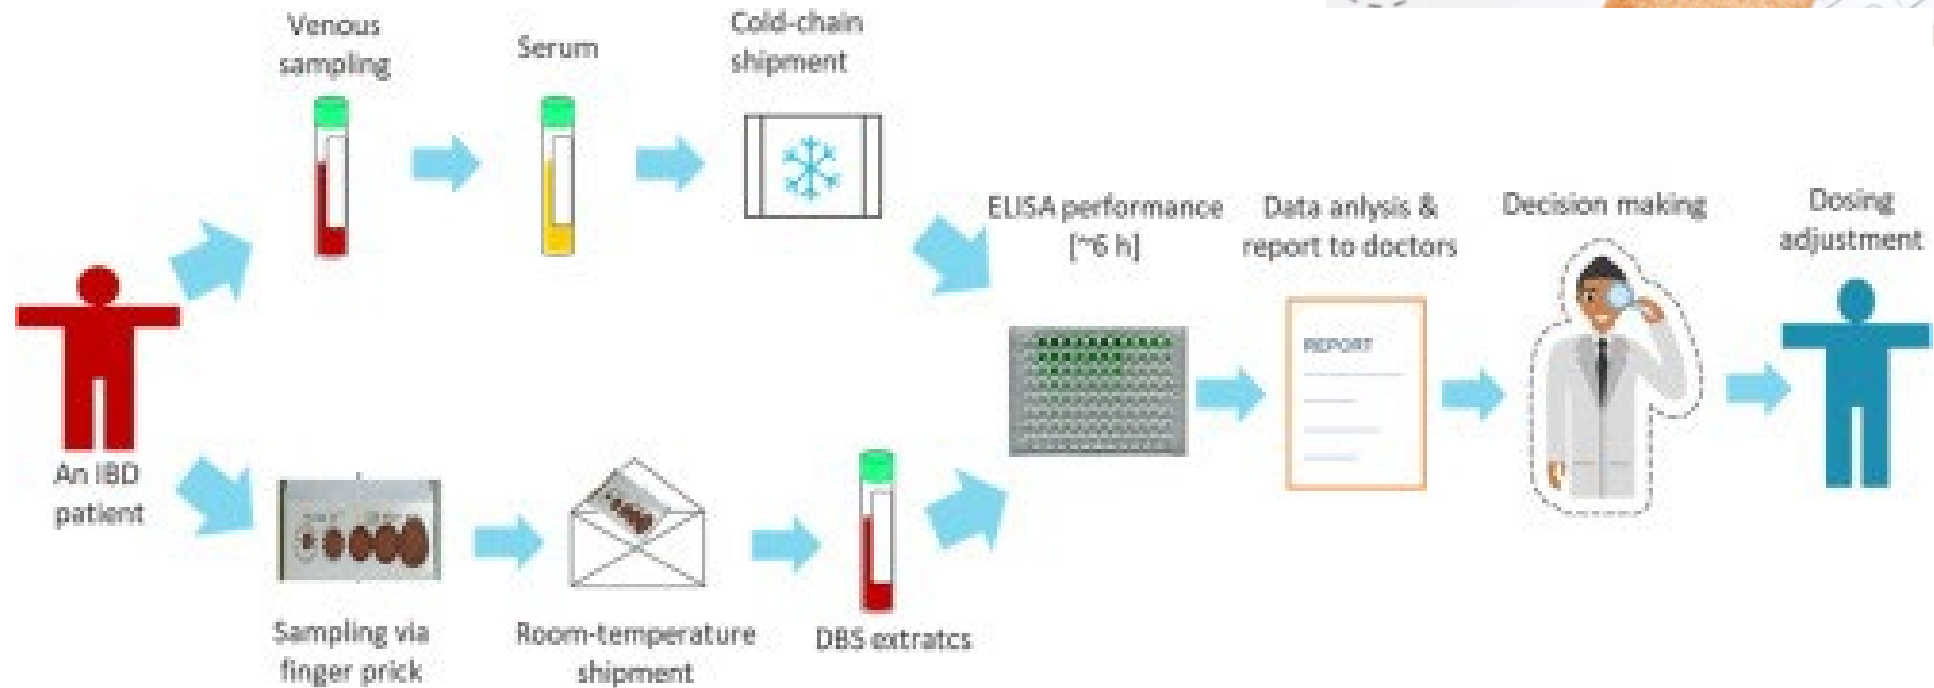 Venous
sampling
Serum
Cold-chain
shipment
ELISA performance
[~6 h]
Data anlysis &
report to doctors
Decision making
Dosing
adjustment
REPORT
An IBD
patient
Sampling via
finger prick
Room-temperature
shipment
DBS extratcs